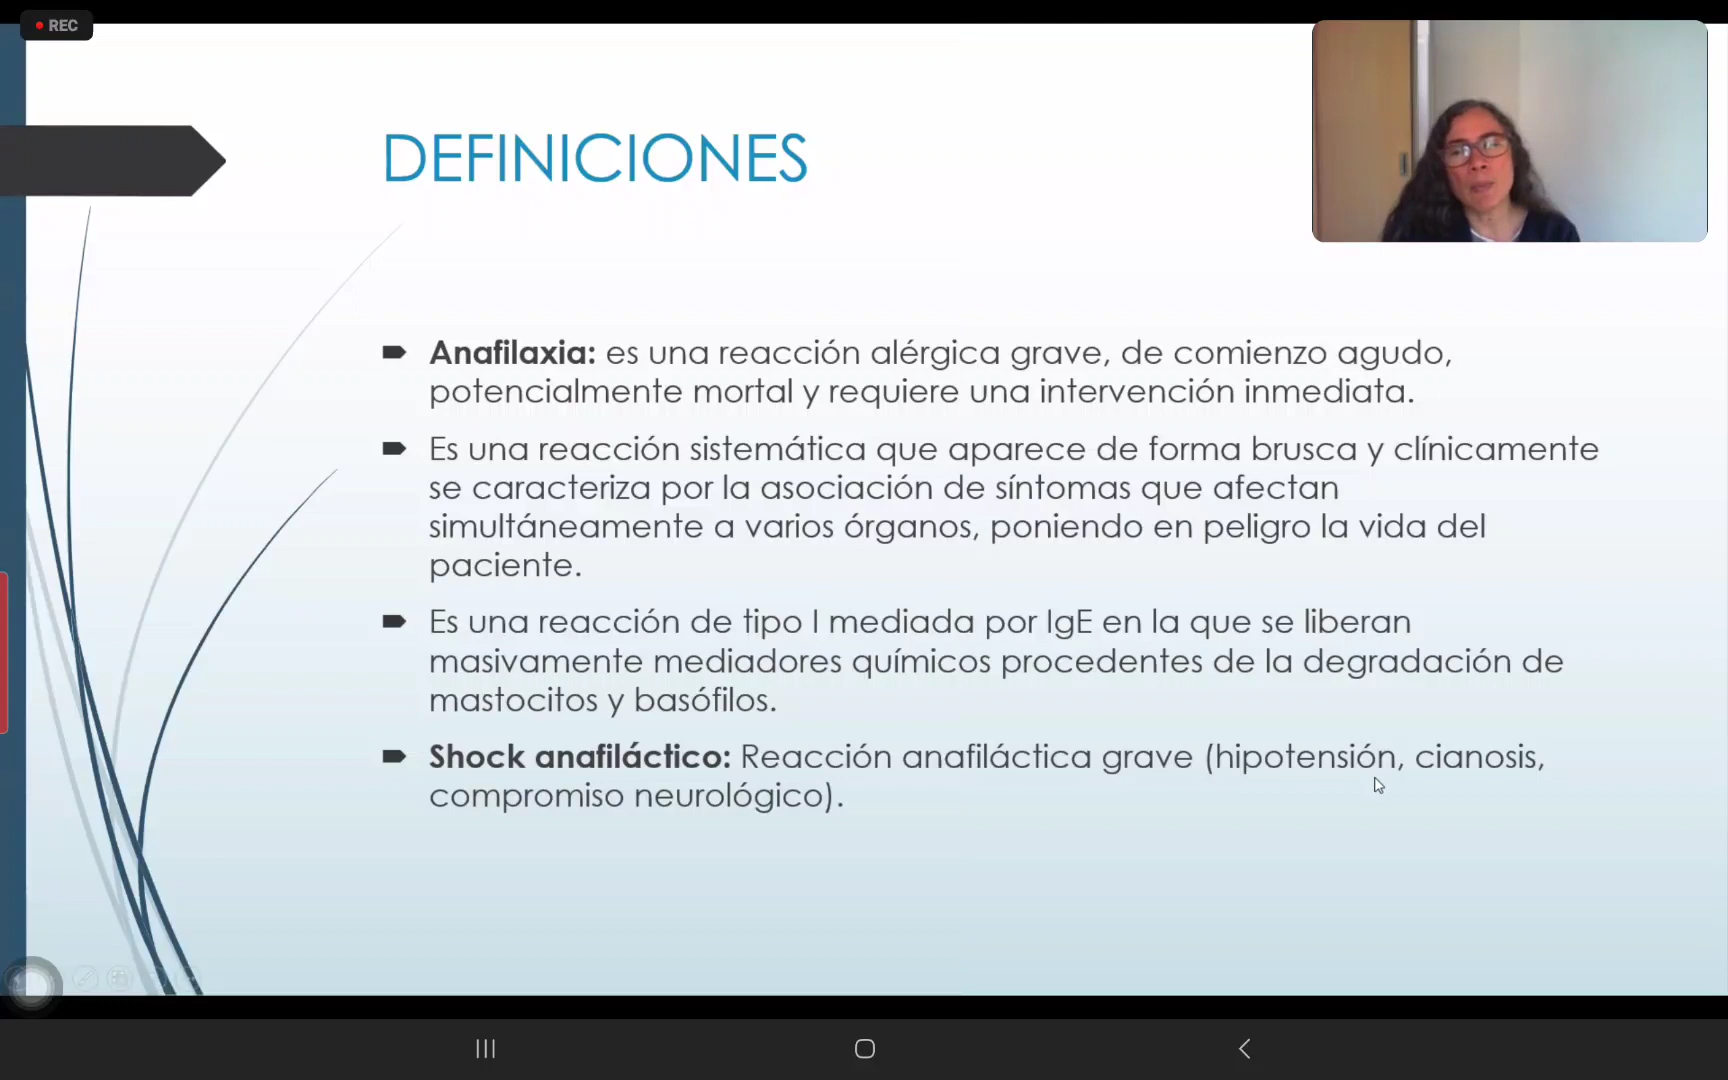 REC
DEFINICIONES
Anafilaxia: es una reacción alérgica grave, de comienzo agudo,
potencialmente mortal y requiere una intervención inmediata.
Es una reacción sistemática que aparece de forma brusca y clínicamente
se caracteriza por la asociación de síntomas que afectan
simultáneamente a varios órganos, poniendo en peligro la vida del
paciente.
Es una reacción de tipo I mediada por IgE en la que se liberan
masivamente mediadores químicos procedentes de la degradación de
mastocitos y basófilos.
Shock anafiláctico: Reacción anafiláctica grave (hipotensión, cianosis,
compromiso neurológico).